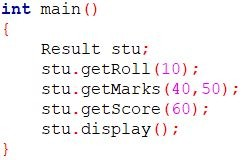 int main()
{
    Result stu;
    stu.getRoll(10);
    stu.getMarks(40,50);
    stu.getScore(60);
    stu.display();
}